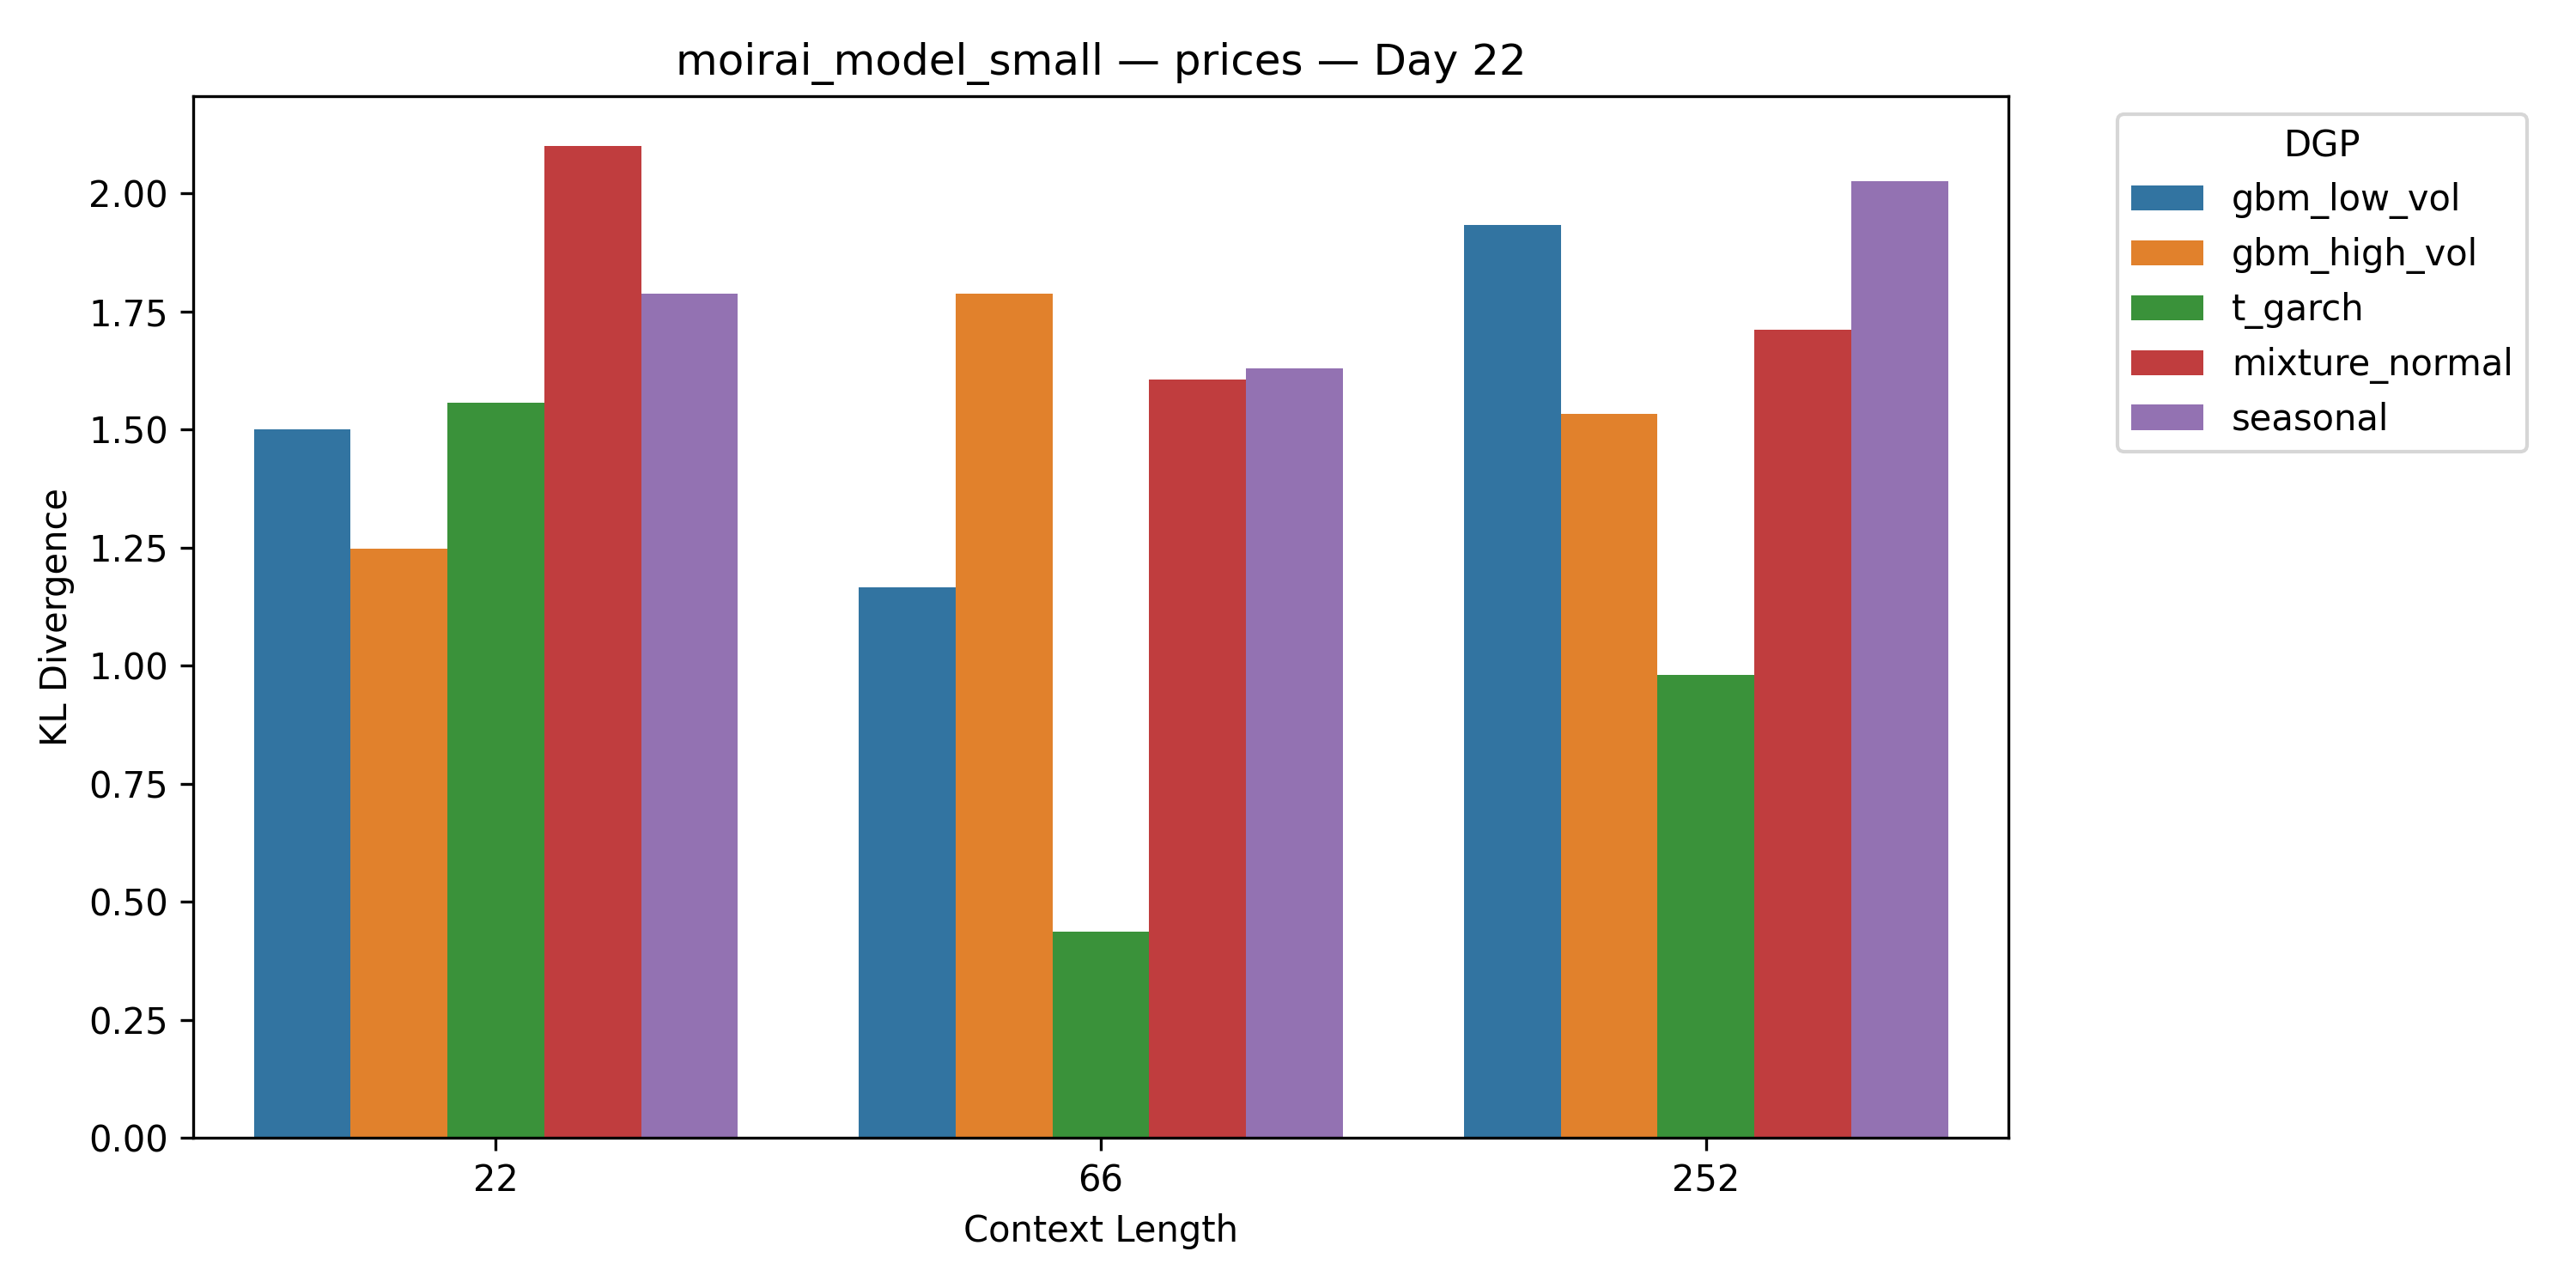 moirai_model_small — prices — Day 22
KL Divergence
2.00
1.75
1.50
1.25
1.00
0.75
0.50
0.25
0.00
22
66
252
Context Length
DGP
gbm_low_vol
gbm_high_vol
t_garch
mixture_normal
seasonal